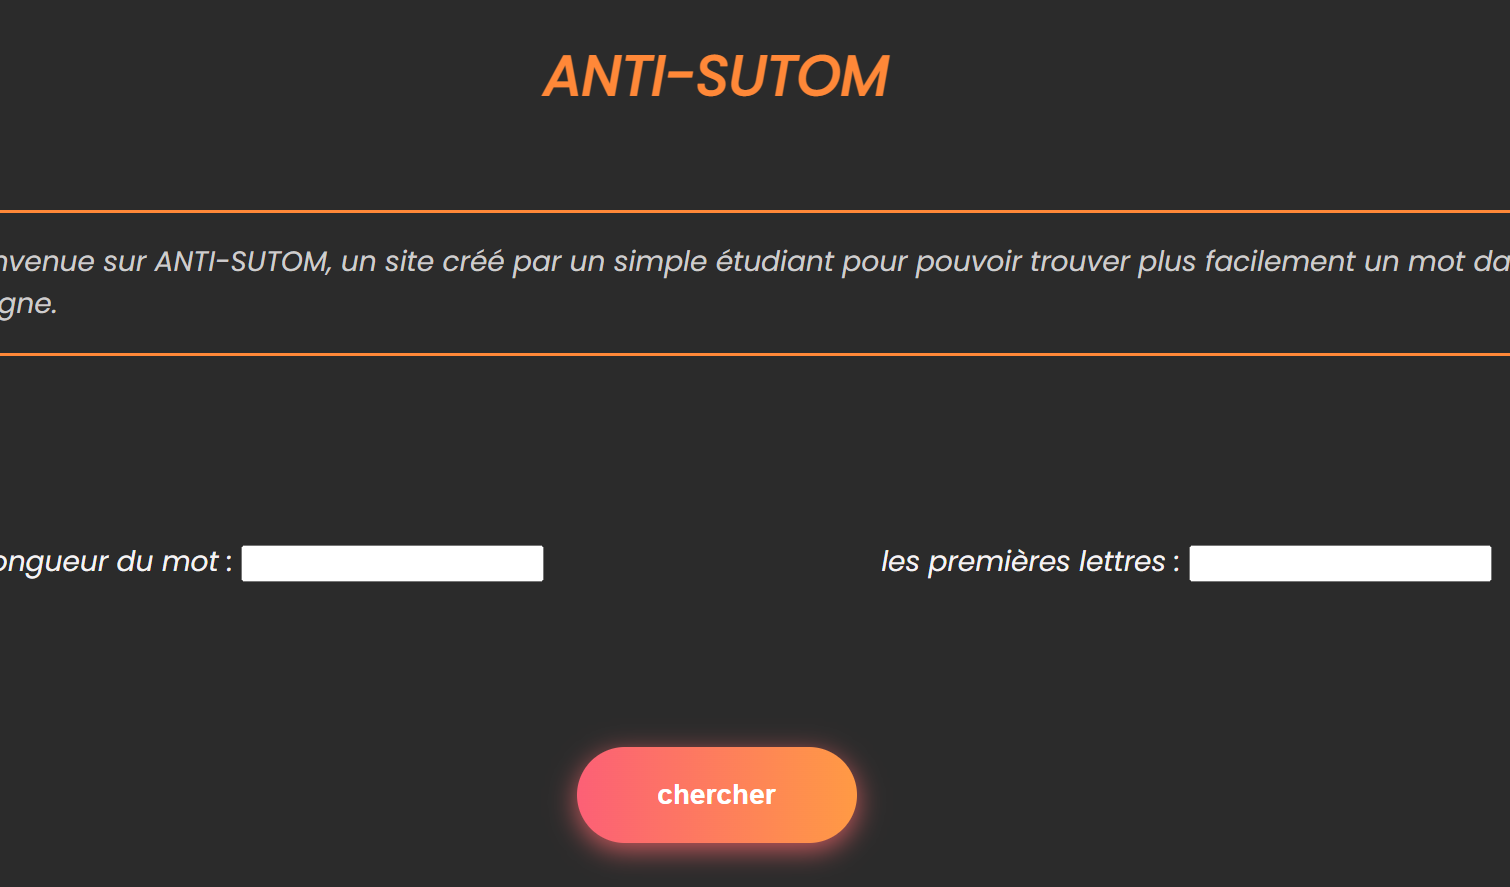 ANTI-SUTOM
nvenue sur ANTI-SUTOM, un site créé par un simple étudiant pour pouvoir trouver plus facilement un mot da
gne.
ongueur du mot :
les premières lettres :
chercher